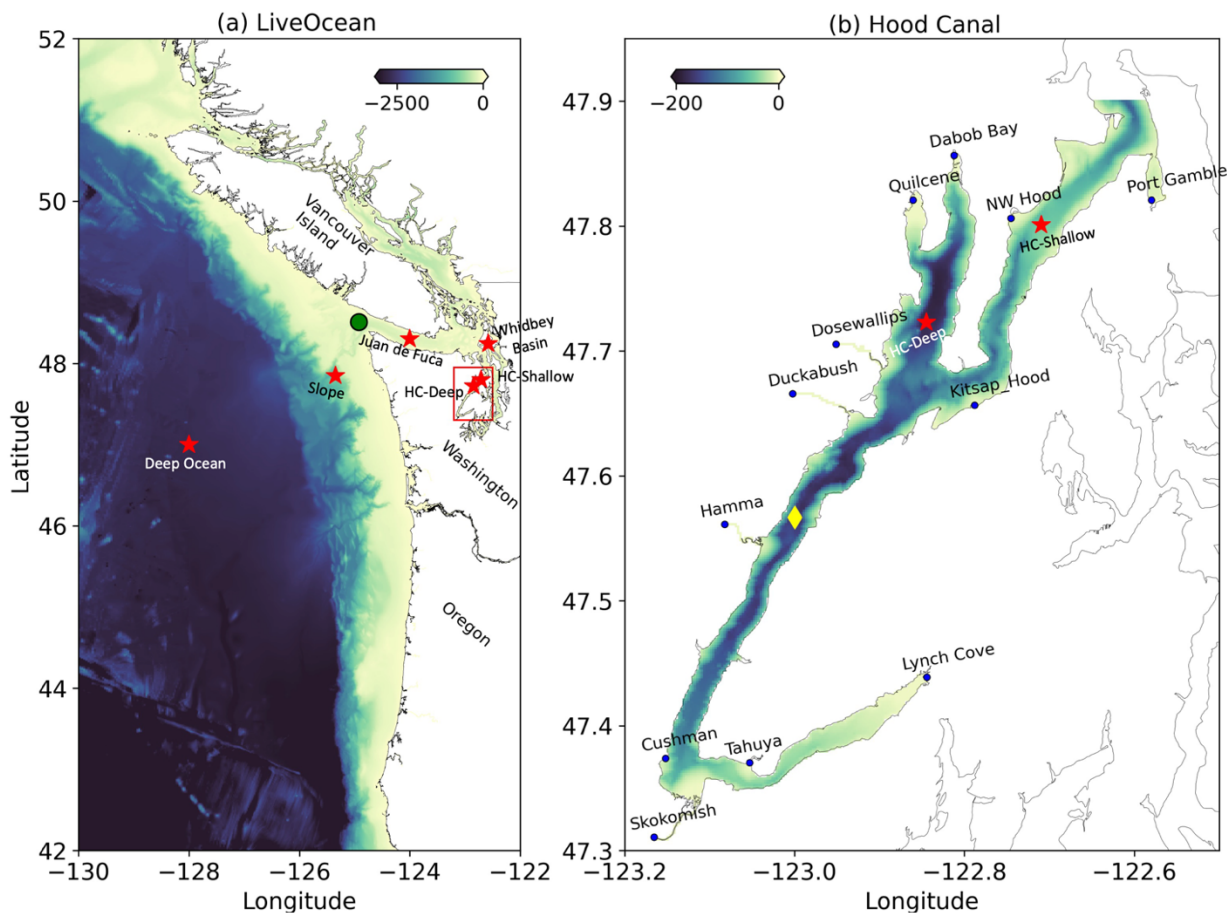 (a) LiveOcean
52
50
48
46
44
42
Latitude
−2500
0
Vancouver
Island
Whidbey
Basin
Juan de Fuca
HC-Shallow
HC-Deep
Slope
Deep Ocean
Washington
Oregon
−130
−128
−126
−124
−122
Longitude
(b) Hood Canal
47.9
47.8
47.7
47.6
47.5
47.4
47.3
−200
0
Dabob Bay
Quilcene
Port Gamble
NW Hood
HC-Shallow
Dosewallips
HC-Deep
Duckabush
Kitsap_Hood
Hamma
Lynch Cove
Cushman
Tahuya
Skokomish
−123.2
−123.0
−122.8
−122.6
Longitude